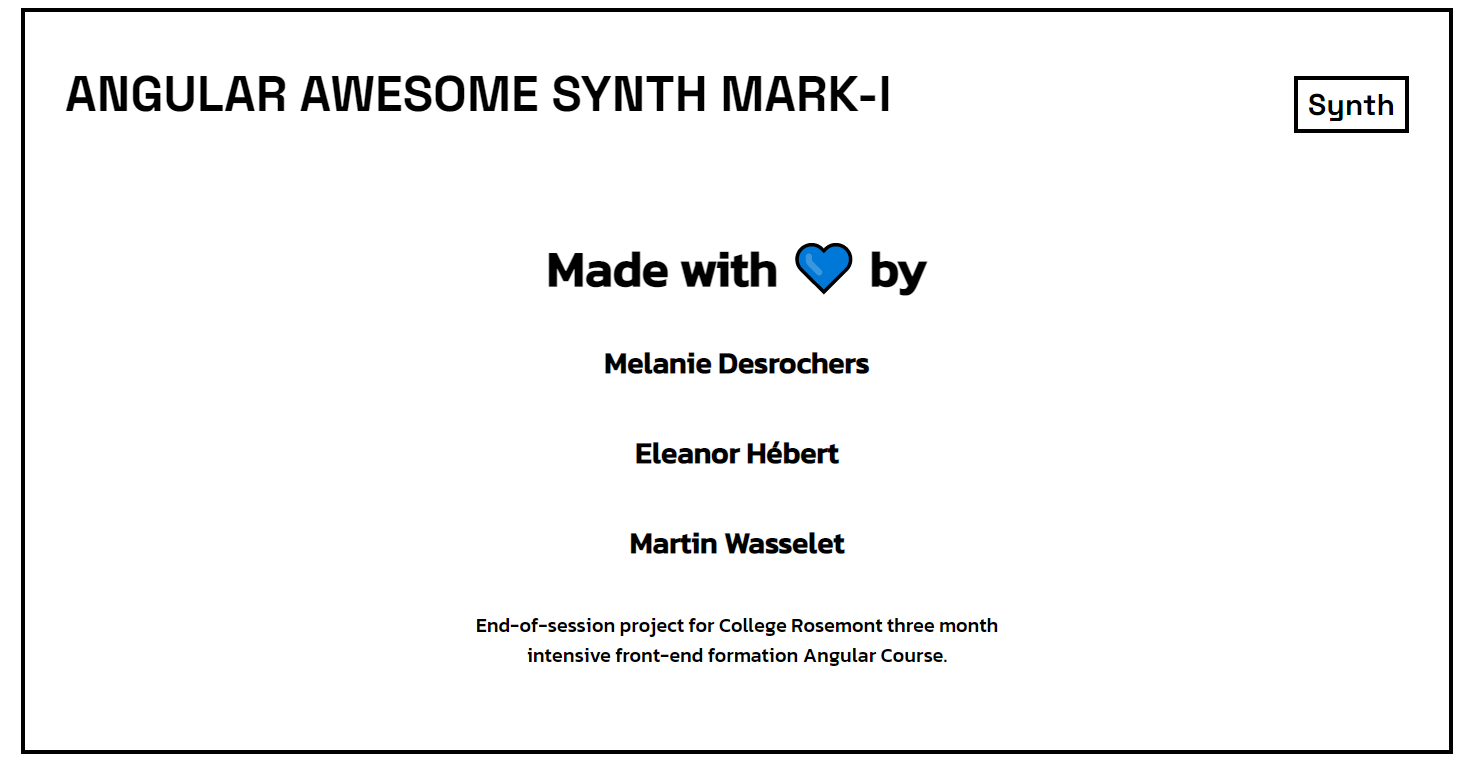 ANGULAR AWESOME SYNTH MARK-I
Synth
Made with 💙 by
Melanie Desrochers
Eleanor Hébert
Martin Wasselet
End-of-session project for College Rosemont three month
intensive front-end formation Angular Course.